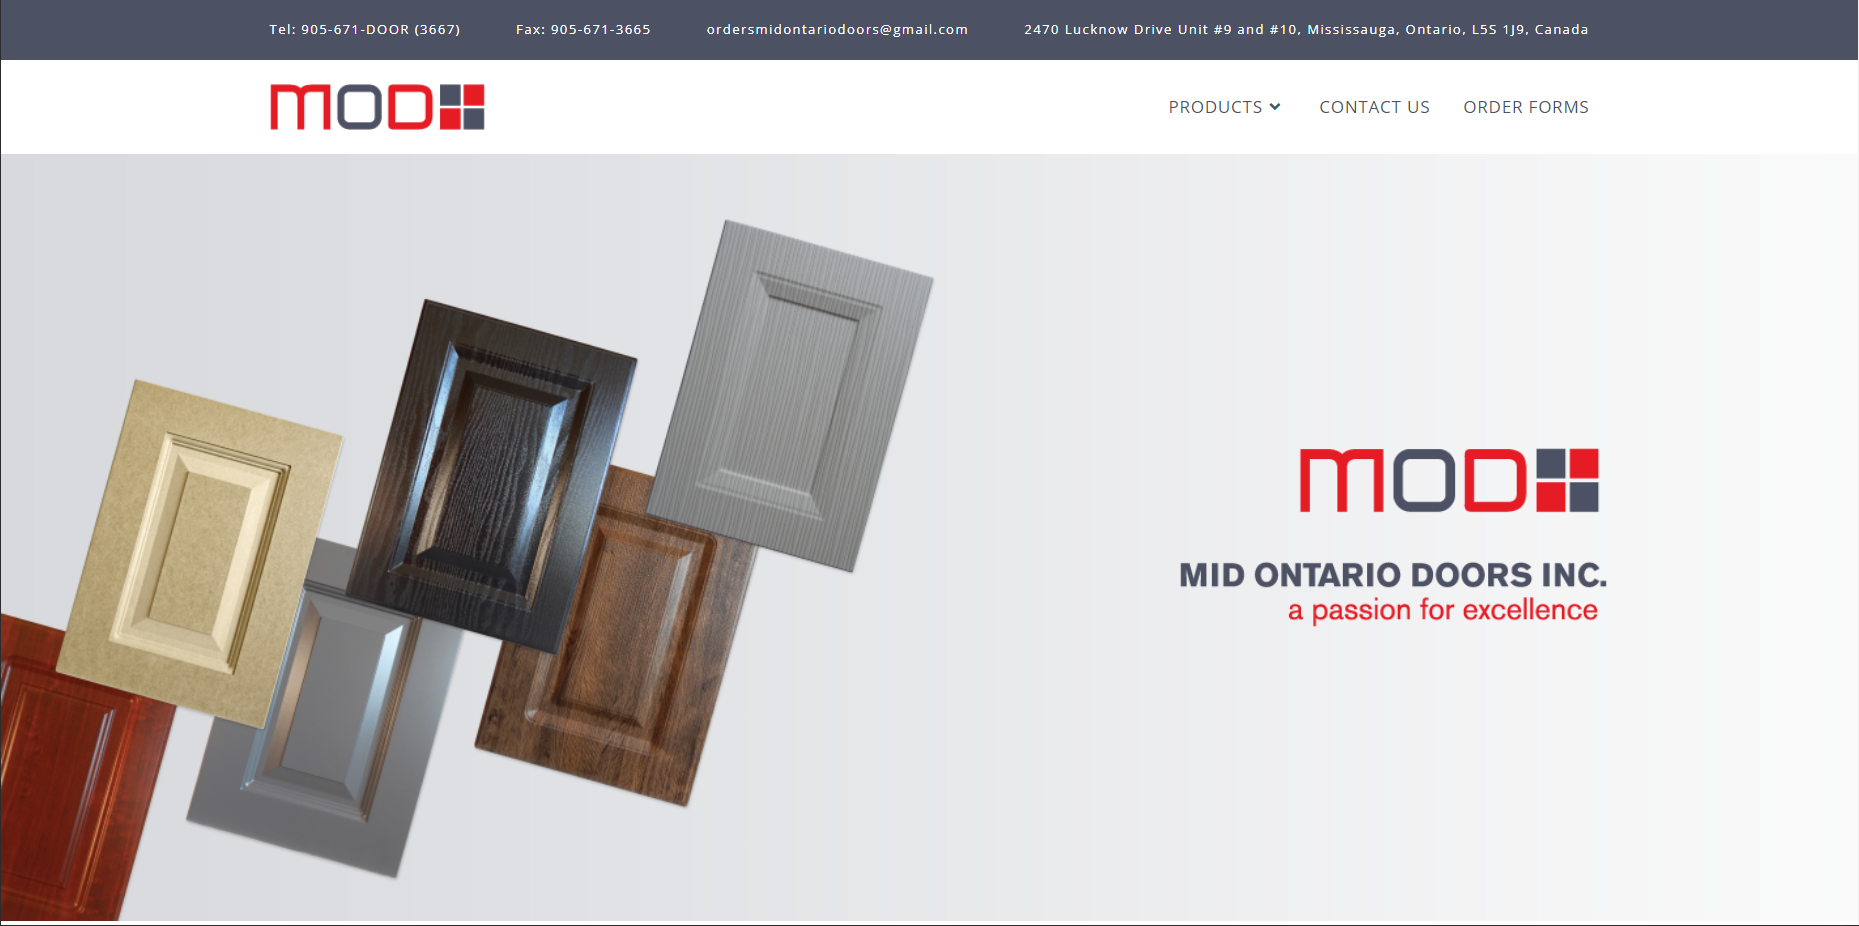 Tel: 905-671-DOOR (3667) Fax: 905-671-3665 ordersmidontariodoors@gmail.com 2470 Lucknow Drive Unit #9 and #10, Mississauga, Ontario, L5S 1J9, Canada
MOD PRODUCTS CONTACT US ORDER FORMS
MOD
MID ONTARIO DOORS INC.
a passion for excellence